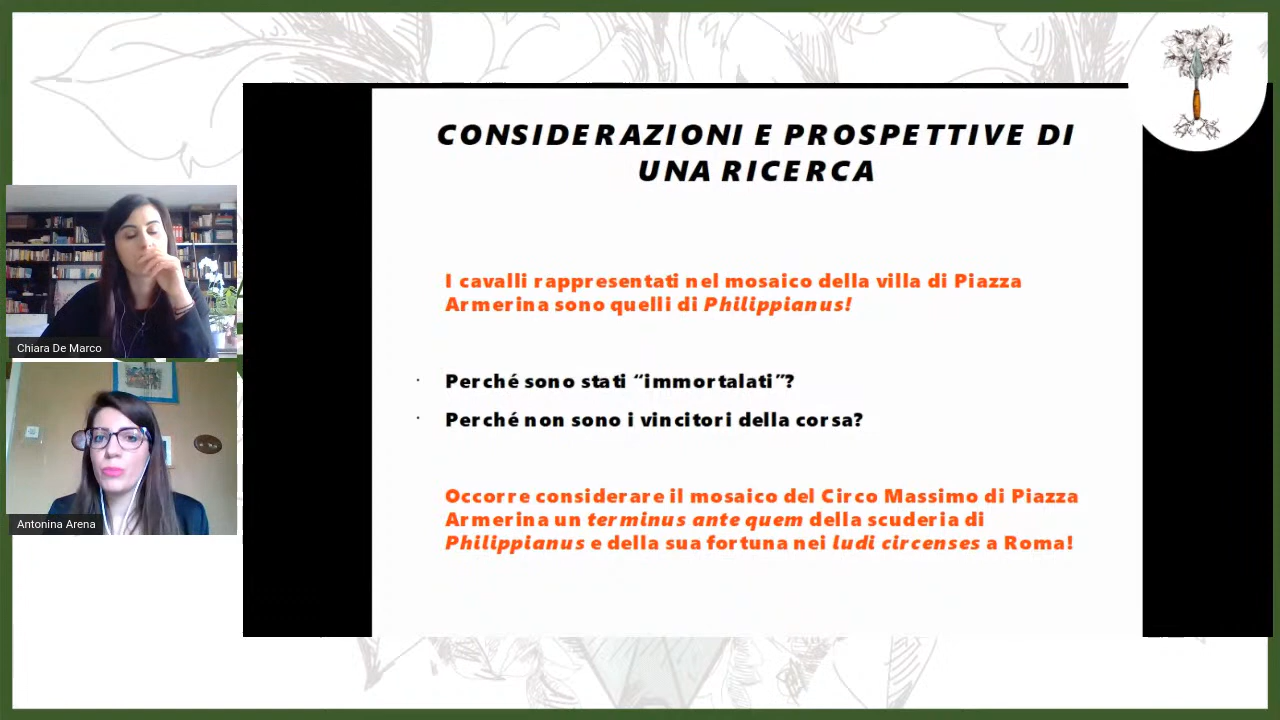 CONSIDERAZIONI E PROSPETTIVE DI
UNA RICERCA
I cavalli rappresentati nel mosaico della villa di Piazza
Armerina sono quelli di Philippianus!
· Perché sono stati “immortalati”?
· Perché non sono i vincitori della corsa?
Occorre considerare il mosaico del Circo Massimo di Piazza
Armerina un terminus ante quem della scuderia di
Philippianus e della sua fortuna nei ludi circenses a Roma!
Chiara De Marco
Antonina Arena